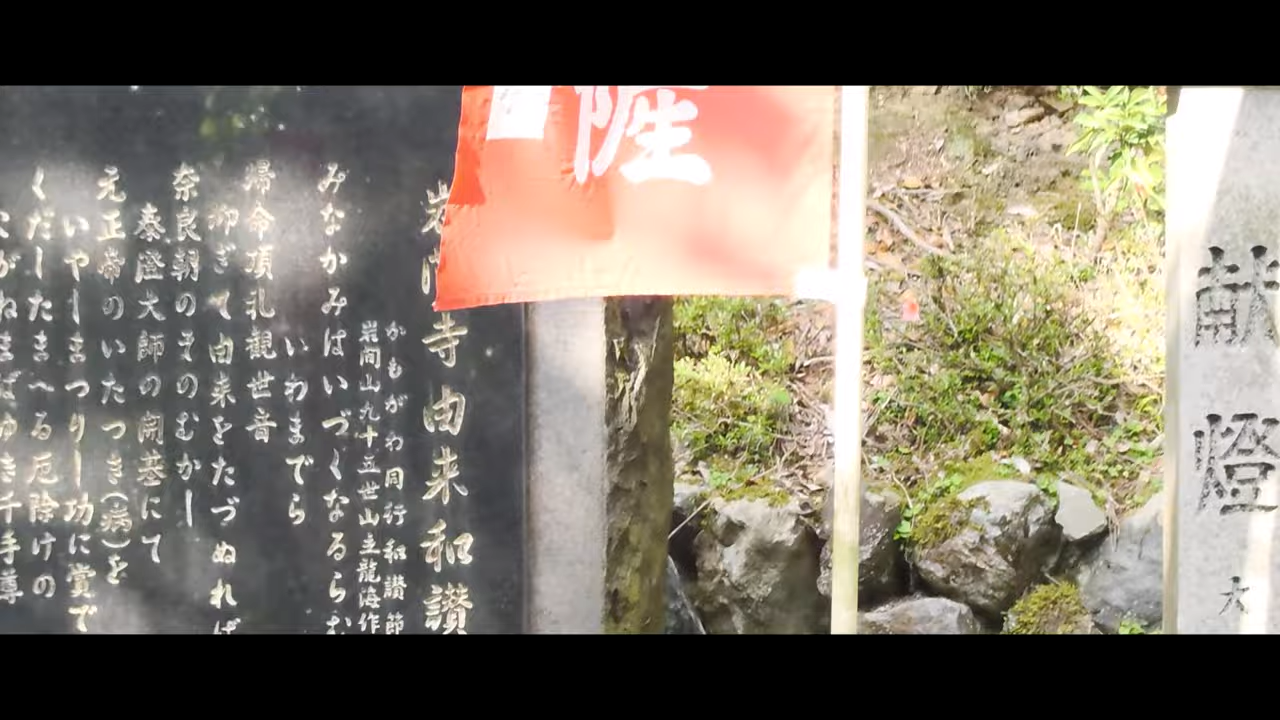 薩
岩間寺由来和讃
かもがわ同行和讃節
岩間山九十五世山主龍海作
みなかみはいづくなるらむ
いわまでら
帰命頂礼観世音
仰ぎて由来をたづぬれば
奈良朝のそのむかし
泰澄大師の開基にて
元正帝のいたつき(病)を
いやしまつりし功に賞で
くだしたまへる厄除けの
ながねまばゆき千手尊
献燈
大